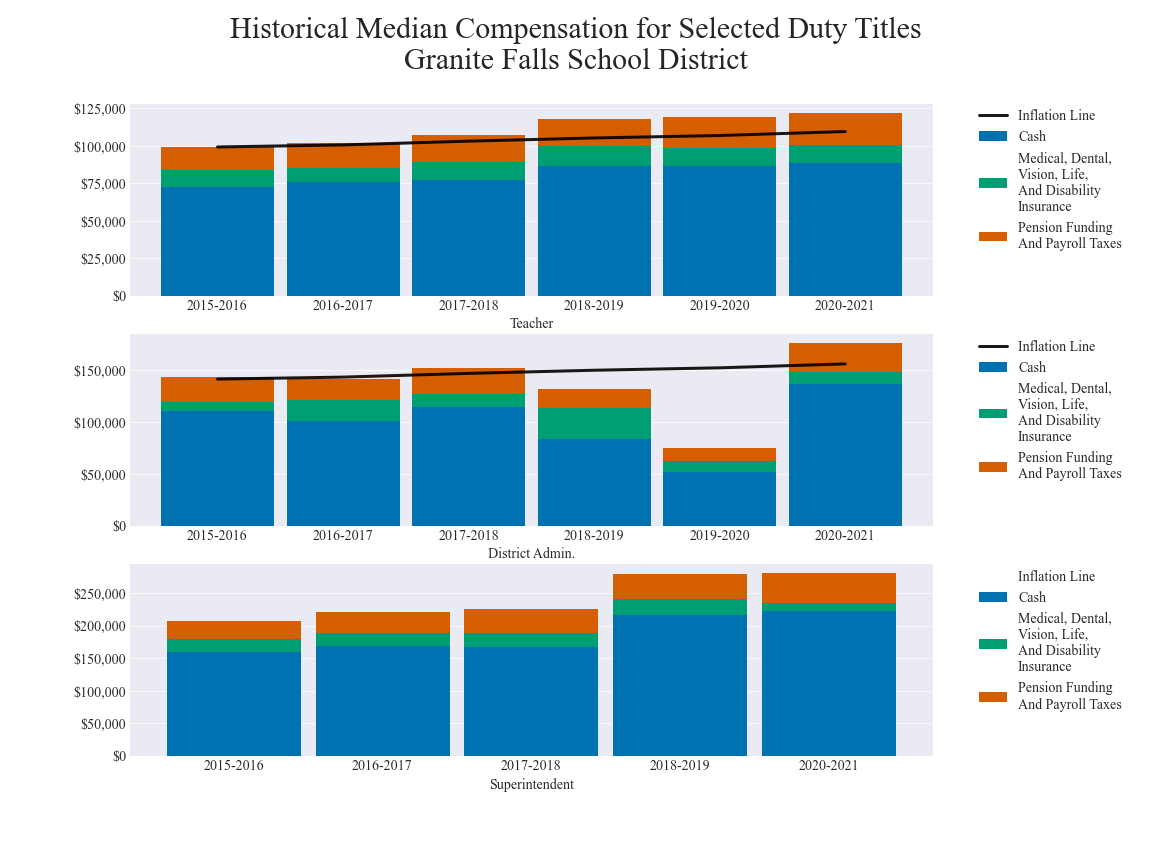 Historical Median Compensation for Selected Duty Titles
Granite Falls School District
$125,000
$100,000
$75,000
$50,000
$25,000
$0
2015-2016 2016-2017 2017-2018 2018-2019 2019-2020 2020-2021
Teacher
Inflation Line
Cash
Medical, Dental,
Vision, Life,
And Disability
Insurance
Pension Funding
And Payroll Taxes
$150,000
$100,000
$50,000
$0
2015-2016 2016-2017 2017-2018 2018-2019 2019-2020 2020-2021
District Admin.
Inflation Line
Cash
Medical, Dental,
Vision, Life,
And Disability
Insurance
Pension Funding
And Payroll Taxes
$250,000
$200,000
$150,000
$100,000
$50,000
$0
2015-2016 2016-2017 2017-2018 2018-2019 2020-2021
Superintendent
Inflation Line
Cash
Medical, Dental,
Vision, Life,
And Disability
Insurance
Pension Funding
And Payroll Taxes